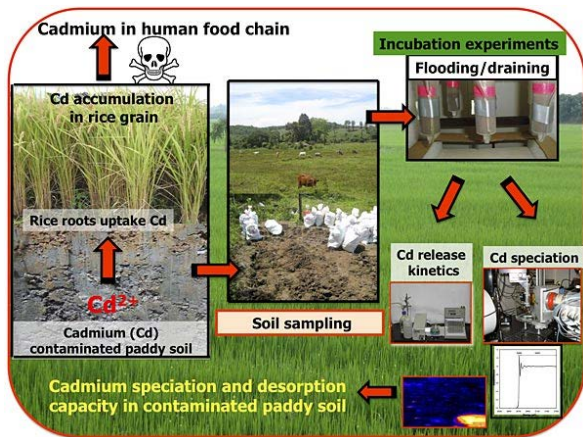 Cadmium in human food chain
Cd accumulation
in rice grain
Rice roots uptake Cd
Cd2+
Cadmium (Cd)
contaminated paddy soil
Soil sampling
Incubation experiments
Flooding/draining
Cd release
kinetics
Cd speciation
Cadmium speciation and desorption
capacity in contaminated paddy soil